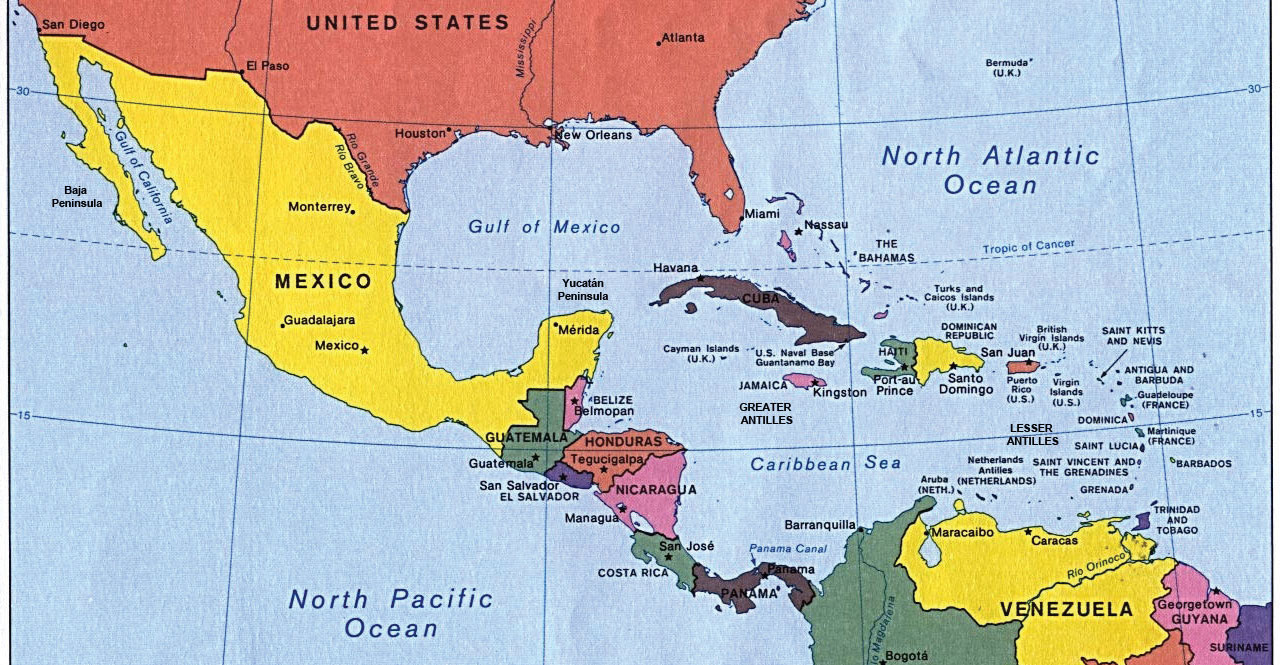 San Diego
UNITED STATES
Mississippi
Atlanta
Bermuda
(U.K.)
El Paso
30
30
Houston
New Orleans
Gulf of California
Rio Grande
Río Bravo
North Atlantic
Ocean
Baja
Peninsula
Monterrey
Miami
Nassau
Gulf of Mexico
THE
BAHAMAS
Tropic of Cancer
Havana
MEXICO
Yucatán
Peninsula
CUBA
Turks and
Caicos Islands
(U.K.)
Guadalajara
Mérida
Mexico
Cayman Islands
(U.K.)
U.S. Naval Base
Guantanamo Bay
HAITI
DOMINICAN
REPUBLIC
British
Virgin Islands
(U.K.)
San Juan
SAINT KITTS
AND NEVIS
JAMAICA
Kingston
Port-au
Prince
Santo
Domingo
Puerto
Rico
(U.S.)
Virgin
Islands
(U.S.)
ANTIGUA AND
BARBUDA
Guadeloupe
(FRANCE)
BELIZE
Belmopan
GREATER
ANTILLES
15
15
DOMINICA
LESSER
ANTILLES
Martinique
(FRANCE)
GUATEMALA
HONDURAS
SAINT LUCIA
Guatemala
Tegucigalpa
Caribbean Sea
Netherlands
Antilles
(NETHERLANDS)
SAINT VINCENT AND
THE GRENADINES
BARBADOS
San Salvador
EL SALVADOR
NICARAGUA
Aruba
(NETH.)
GRENADA
Managua
TRINIDAD
AND
TOBAGO
Barranquilla
Maracaibo
Caracas
San José
Panama Canal
COSTA RICA
Panama
PANAMA
Río Orinoco
North Pacific
Ocean
VENEZUELA
Georgetown
GUYANA
Magdalena
Bogotá
SURINAME